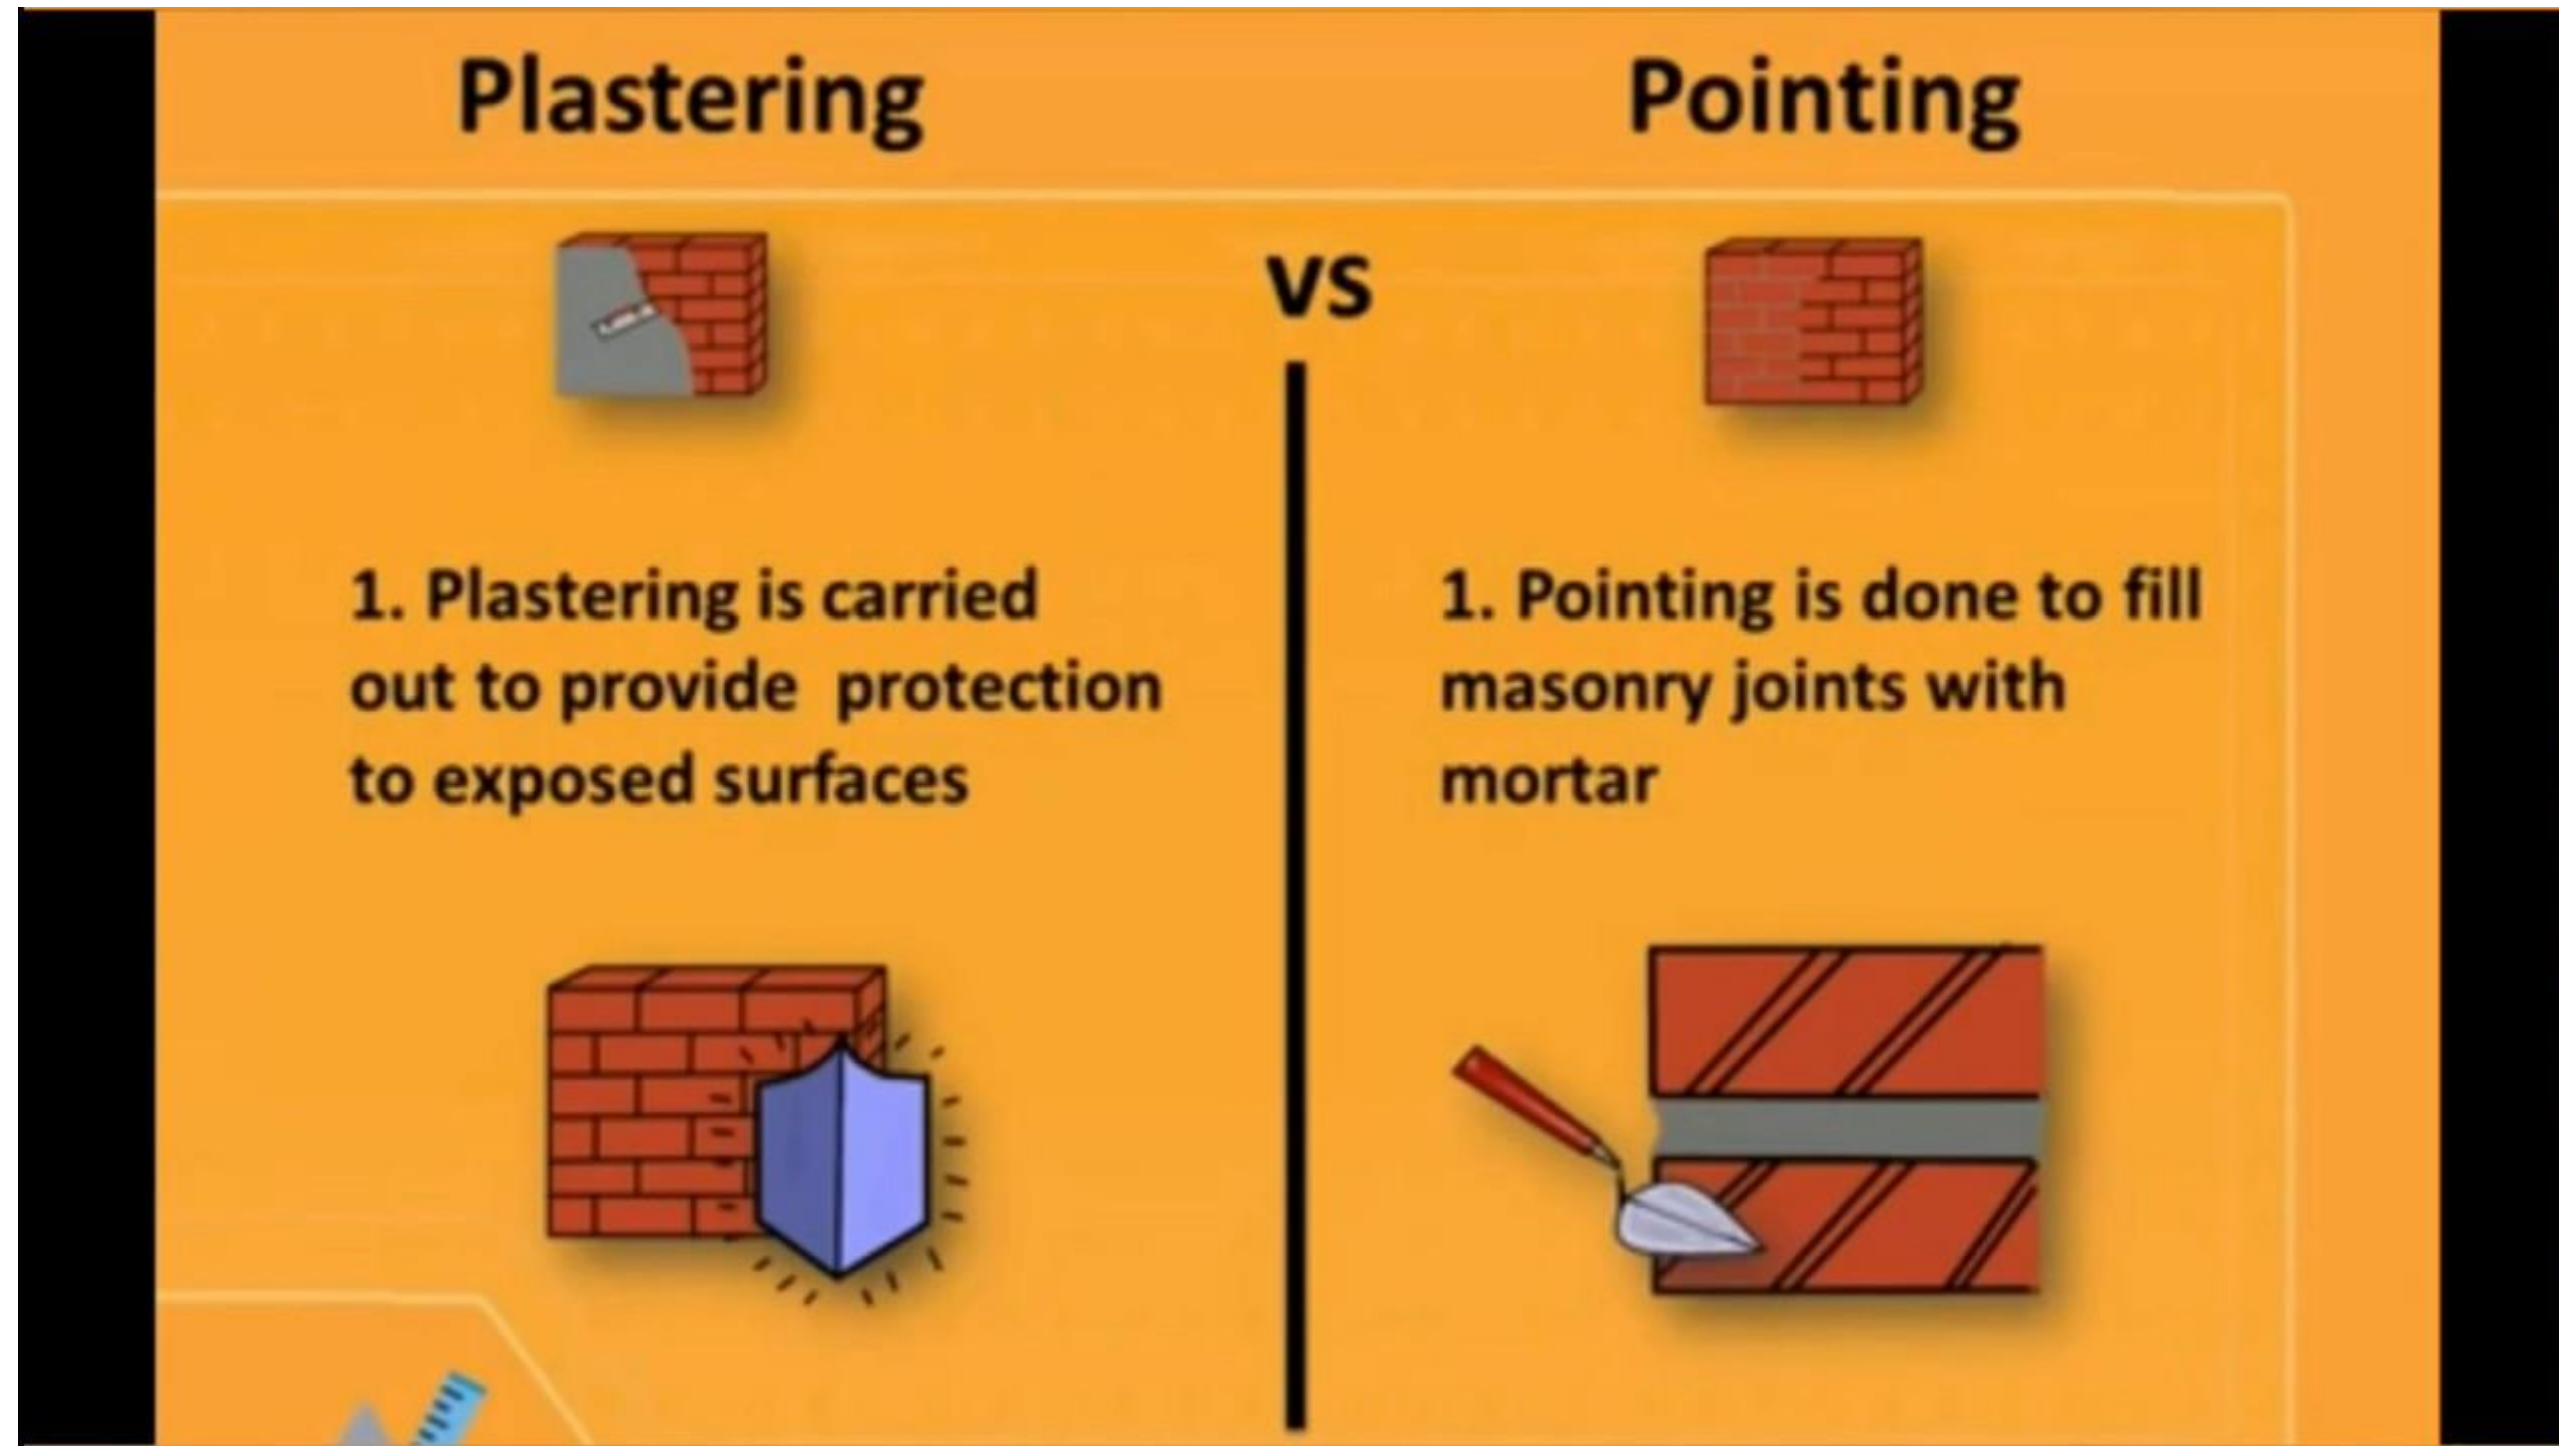 Plastering
Pointing
vs
1. Plastering is carried
out to provide protection
to exposed surfaces
1. Pointing is done to fill
masonry joints with
mortar